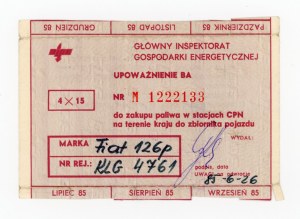 GRUDZIEŃ 85 LISTOPAD 85 PAŹDZIERNIK 85
GŁÓWNY INSPEKTORAT
GOSPODARKI ENERGETYCZNEJ
UPOWAŻNIENIE BA
4 × 15
NR M 1222133
do zakupu paliwa w stacjach CPN
na terenie kraju do zbiornika pojazdu
MARKA Fiat 126p
NR REJ.: KLG 4761
WYDAŁ:
podpis, data
85-6-26
LIPIEC 85 SIERPIEŃ 85 WRZESIEŃ 85